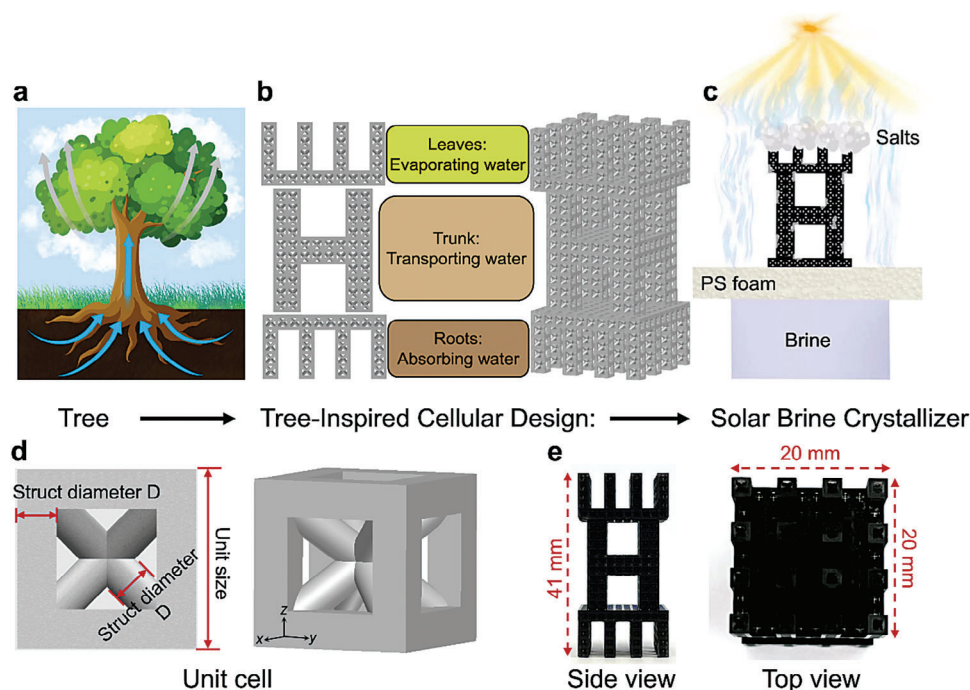 a
b
c
Leaves:
Evaporating water
Trunk:
Transporting water
Roots:
Absorbing water
Salts
PS foam
Brine
Tree
Tree-Inspired Cellular Design:
Solar Brine Crystallizer
d
Struct diameter D
Struct diameter
D
Unit size
z
x
y
Unit cell
e
41 mm
Side view
20 mm
20 mm
Top view